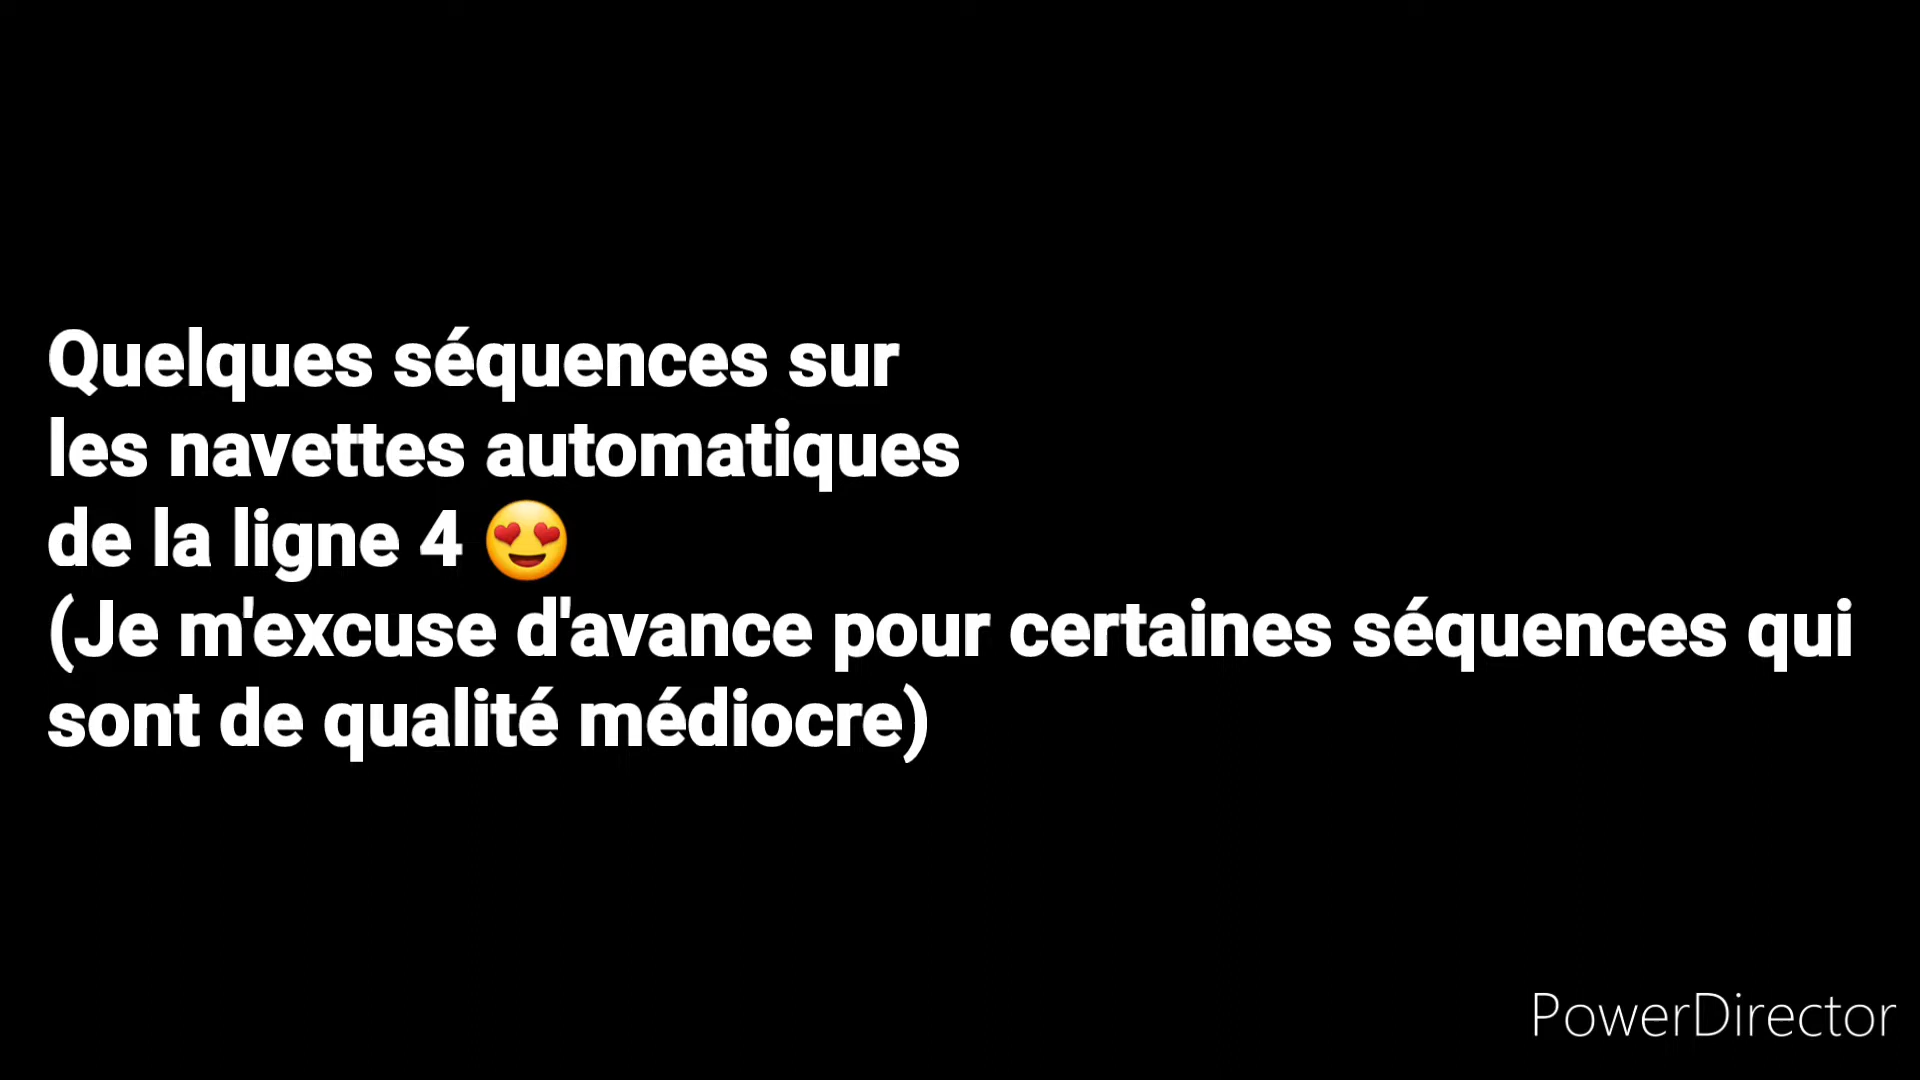 Quelques séquences sur
les navettes automatiques
de la ligne 4 😍
(Je m'excuse d'avance pour certaines séquences qui
sont de qualité médiocre)
PowerDirector